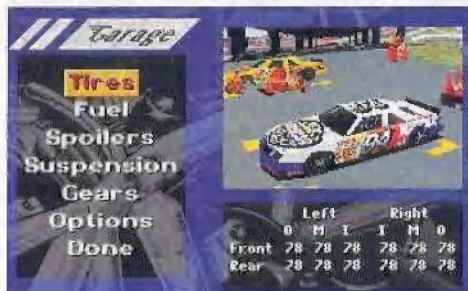 Garage
Tires
Fuel
Spoilers
Suspension
Gears
Options
Done
Left Right
O M I I M O
Front 78 78 78 78 78 78
Rear 78 78 78 78 78 78